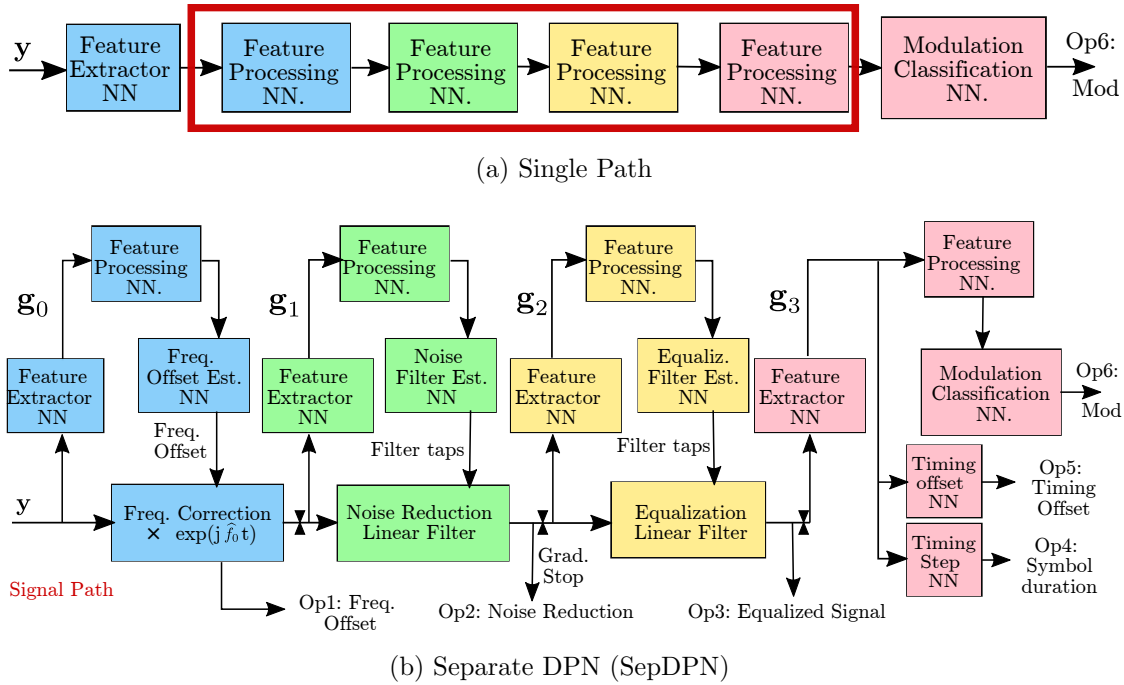 y
Feature
Extractor
NN
Feature
Processing
NN.
Feature
Processing
NN.
Feature
Processing
NN.
Feature
Processing
NN.
Modulation
Classification
NN.
Op6:
Mod
(a) Single Path
Feature
Processing
NN.
g₀
Feature
Extractor
NN
Freq.
Offset Est.
NN
Freq.
Offset
y
Freq. Correction
× exp(j f̂₀ t)
Signal Path
Op1: Freq.
Offset
Feature
Processing
NN.
g₁
Feature
Extractor
NN
Noise
Filter Est.
NN
Filter taps
Noise Reduction
Linear Filter
Grad.
Stop
Op2: Noise Reduction
Feature
Processing
NN.
g₂
Feature
Extractor
NN
Equaliz.
Filter Est.
NN
Filter taps
Equalization
Linear Filter
Op3: Equalized Signal
g₃
Feature
Extractor
NN
Feature
Processing
NN.
Modulation
Classification
NN.
Op6:
Mod
Timing
offset
NN
Op5:
Timing
Offset
Timing
Step
NN
Op4:
Symbol
duration
(b) Separate DPN (SepDPN)